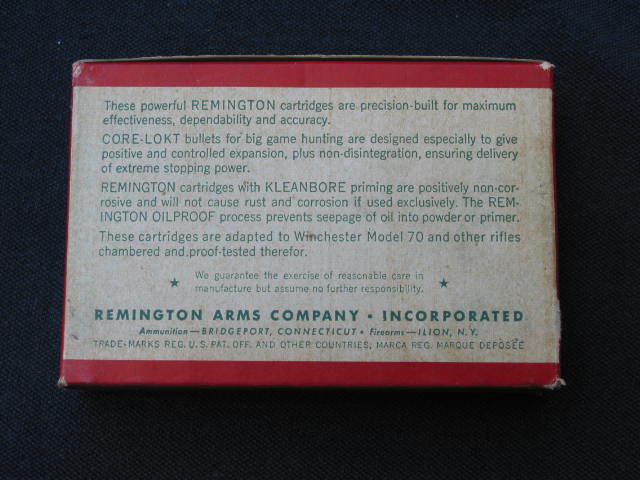 These powerful REMINGTON cartridges are precision-built for maximum
effectiveness, dependability and accuracy.
CORE-LOKT bullets for big game hunting are designed especially to give
positive and controlled expansion, plus non-disintegration, ensuring delivery
of extreme stopping power.
REMINGTON cartridges with KLEANBORE priming are positively non-cor-
rosive and will not cause rust and corrosion if used exclusively. The REM-
INGTON OILPROOF process prevents seepage of oil into powder or primer.
These cartridges are adapted to Winchester Model 70 and other rifles
chambered and proof-tested therefor.
★ We guarantee the exercise of reasonable care in ★
manufacture but assume no further responsibility.
REMINGTON ARMS COMPANY • INCORPORATED
Ammunition—BRIDGEPORT, CONNECTICUT • Firearms—ILION, N.Y.
TRADE-MARKS REG. U.S. PAT. OFF. AND OTHER COUNTRIES; MARCA REG. MARQUE DEPOSÉE